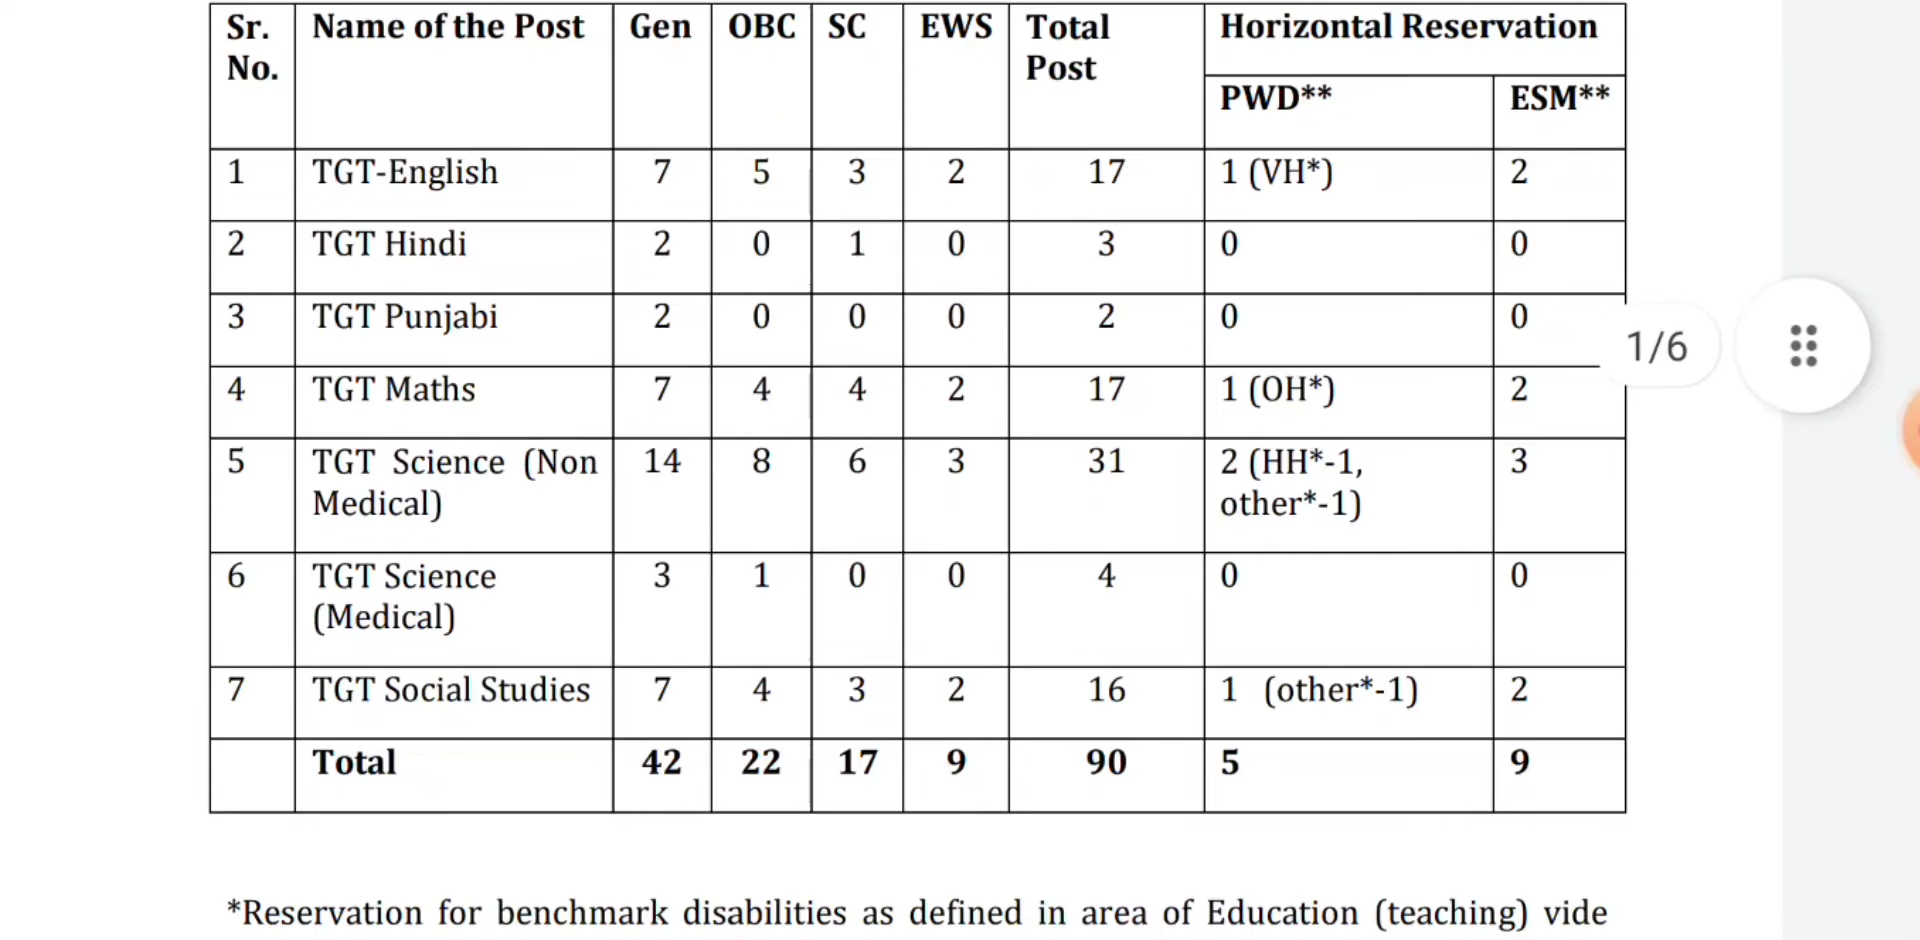 Sr. No. Name of the Post Gen OBC SC EWS Total Post Horizontal Reservation
PWD** ESM**
1 TGT-English 7 5 3 2 17 1 (VH*) 2
2 TGT Hindi 2 0 1 0 3 0 0
3 TGT Punjabi 2 0 0 0 2 0 0
4 TGT Maths 7 4 4 2 17 1 (OH*) 2
5 TGT Science (Non Medical) 14 8 6 3 31 2 (HH*-1, other*-1) 3
6 TGT Science (Medical) 3 1 0 0 4 0 0
7 TGT Social Studies 7 4 3 2 16 1 (other*-1) 2
Total 42 22 17 9 90 5 9
1/6
*Reservation for benchmark disabilities as defined in area of Education (teaching) vide